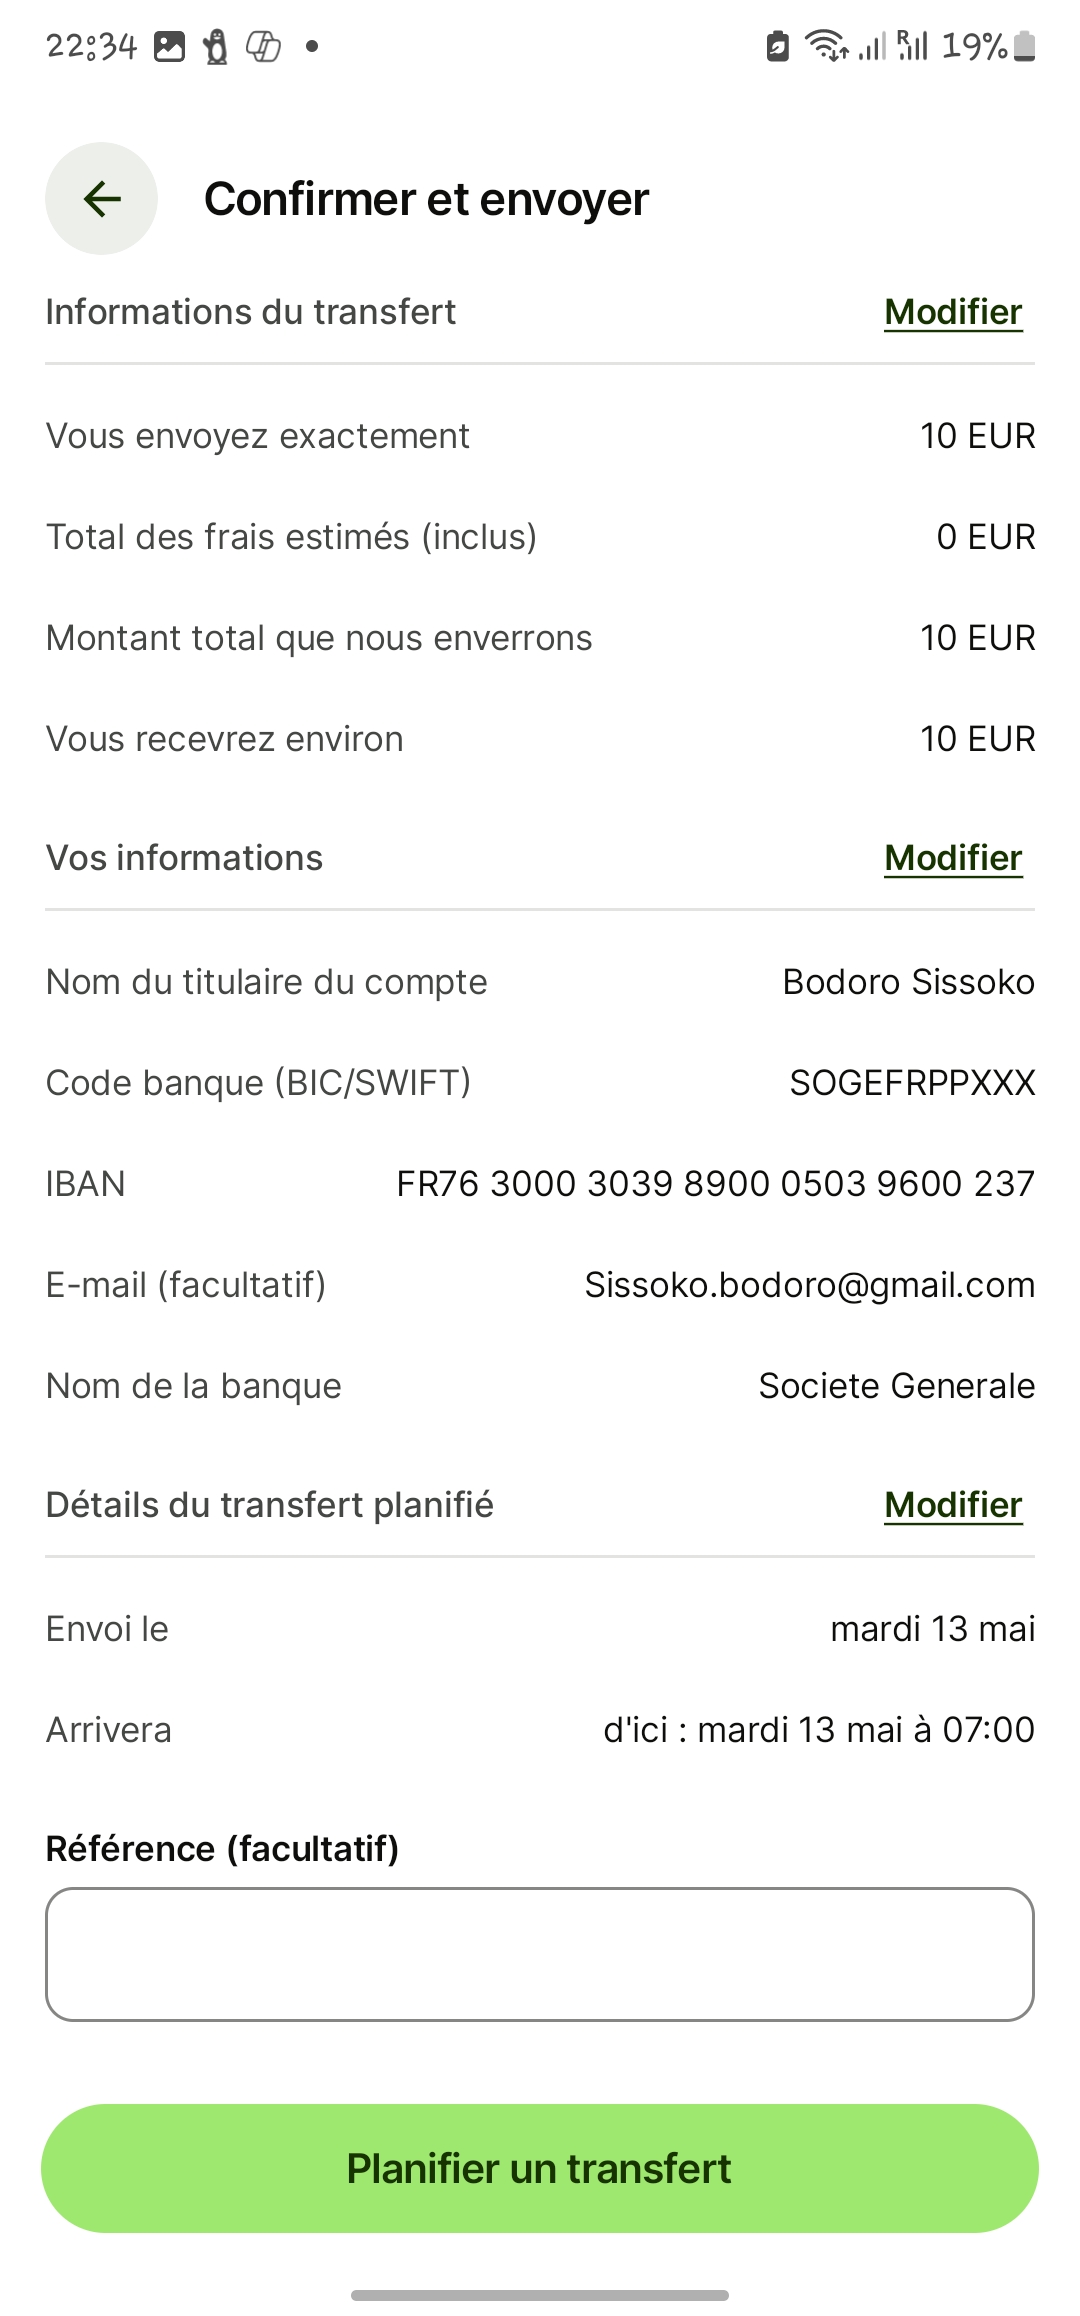 22:34
R
19%
Confirmer et envoyer
Informations du transfert Modifier
Vous envoyez exactement 10 EUR
Total des frais estimés (inclus) 0 EUR
Montant total que nous enverrons 10 EUR
Vous recevrez environ 10 EUR
Vos informations Modifier
Nom du titulaire du compte Bodoro Sissoko
Code banque (BIC/SWIFT) SOGEFRPPXXX
IBAN FR76 3000 3039 8900 0503 9600 237
E-mail (facultatif) Sissoko.bodoro@gmail.com
Nom de la banque Societe Generale
Détails du transfert planifié Modifier
Envoi le mardi 13 mai
Arrivera d'ici : mardi 13 mai à 07:00
Référence (facultatif)
Planifier un transfert